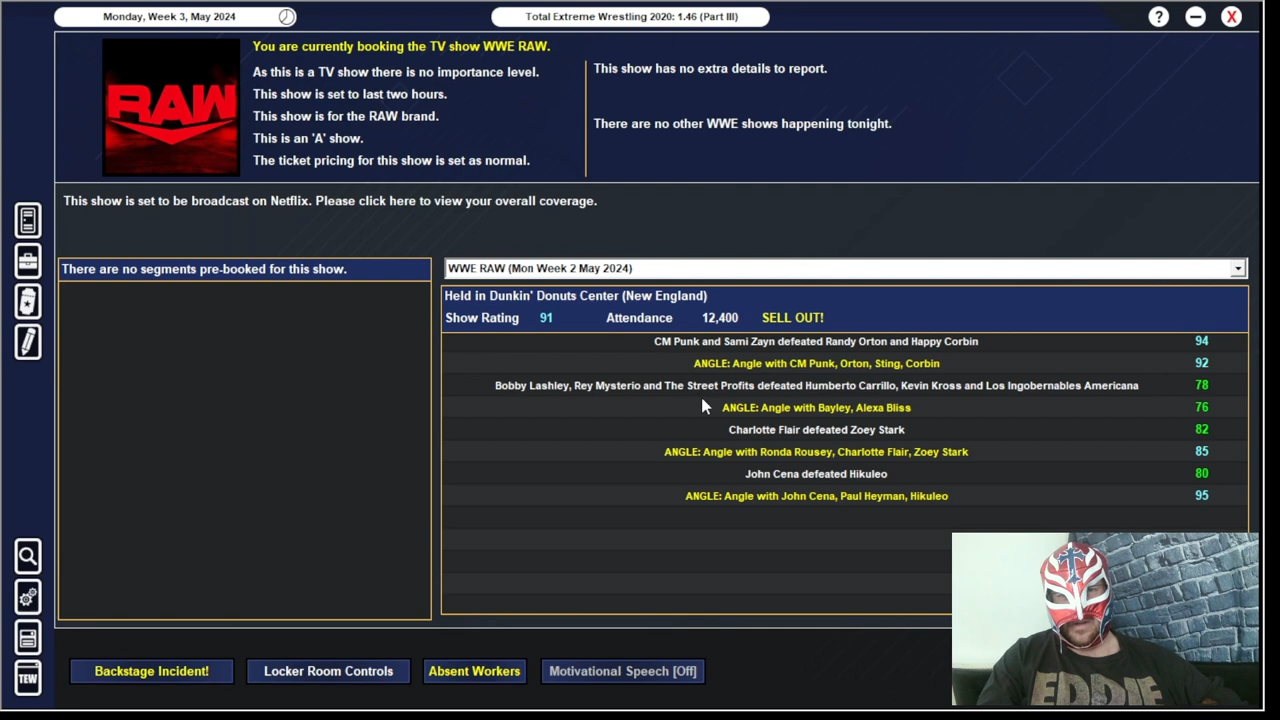 Monday, Week 3, May 2024
Total Extreme Wrestling 2020: 1.46 (Part III)
?
X
RAW
You are currently booking the TV show WWE RAW.
As this is a TV show there is no importance level.
This show is set to last two hours.
This show is for the RAW brand.
This is an 'A' show.
The ticket pricing for this show is set as normal.
This show has no extra details to report.
There are no other WWE shows happening tonight.
This show is set to be broadcast on Netflix. Please click here to view your overall coverage.
There are no segments pre-booked for this show.
WWE RAW (Mon Week 2 May 2024)
Held in Dunkin' Donuts Center (New England)
Show Rating 91 Attendance 12,400 SELL OUT!
CM Punk and Sami Zayn defeated Randy Orton and Happy Corbin 94
ANGLE: Angle with CM Punk, Orton, Sting, Corbin 92
Bobby Lashley, Rey Mysterio and The Street Profits defeated Humberto Carrillo, Kevin Kross and Los Ingobernables Americana 78
ANGLE: Angle with Bayley, Alexa Bliss 76
Charlotte Flair defeated Zoey Stark 82
ANGLE: Angle with Ronda Rousey, Charlotte Flair, Zoey Stark 85
John Cena defeated Hikuleo 80
ANGLE: Angle with John Cena, Paul Heyman, Hikuleo 95
TEW
Backstage Incident!
Locker Room Controls
Absent Workers
Motivational Speech [Off]
EDDIE